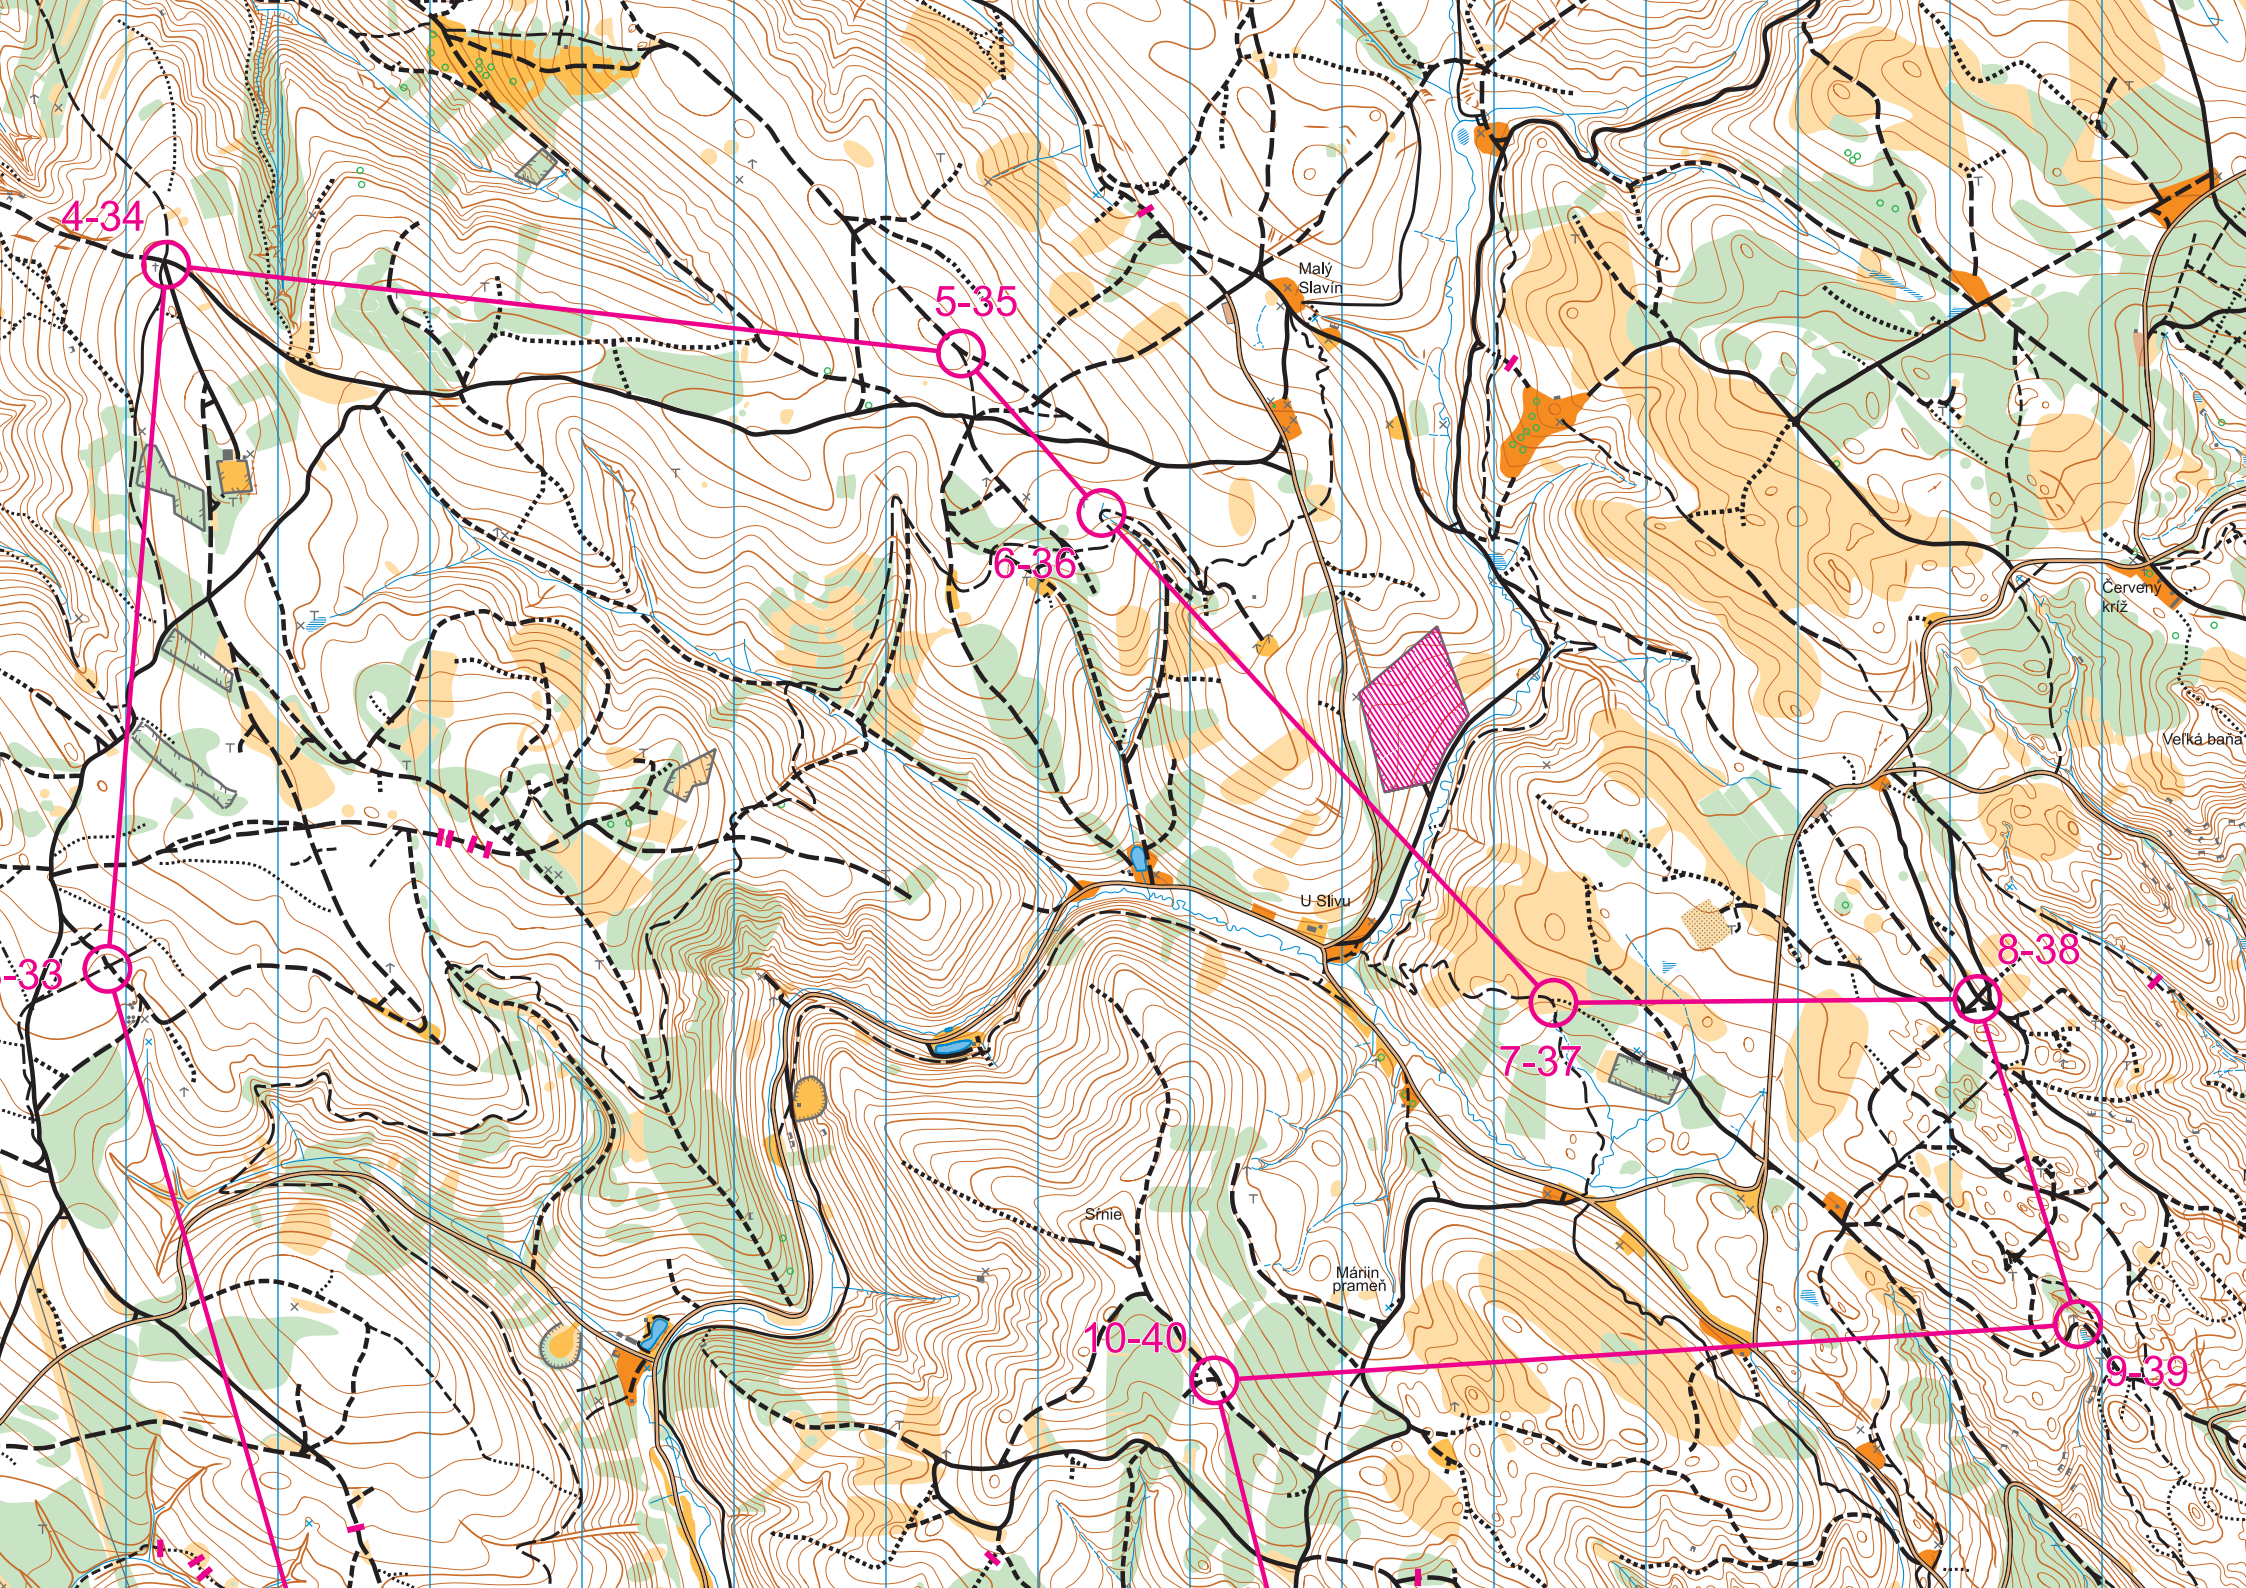 4-34
Malý
Slavín
5-35
6-36
Červený
kríž
Veľká baňa
U Slivu
-33
8-38
7-37
Sŕnie
Máriin
prameň
10-40
9-39